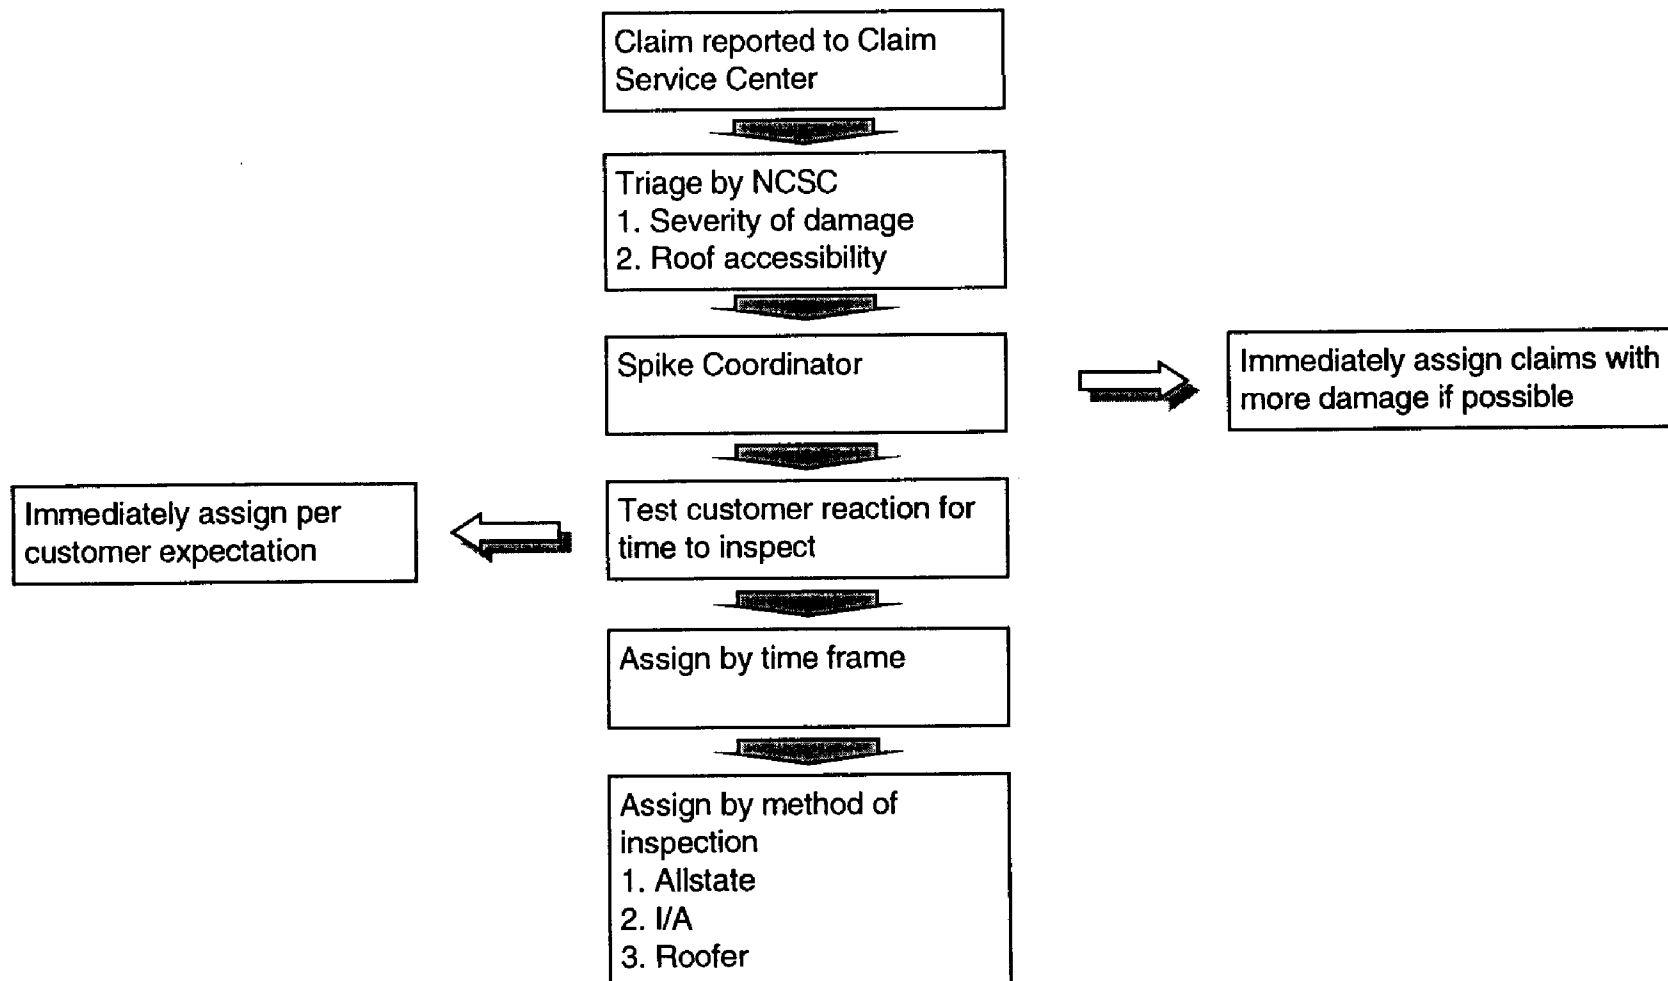 Claim reported to Claim
Service Center
Triage by NCSC
1. Severity of damage
2. Roof accessibility
Spike Coordinator
Immediately assign claims with
more damage if possible
Test customer reaction for
time to inspect
Immediately assign per
customer expectation
Assign by time frame
Assign by method of
inspection
1. Allstate
2. I/A
3. Roofer